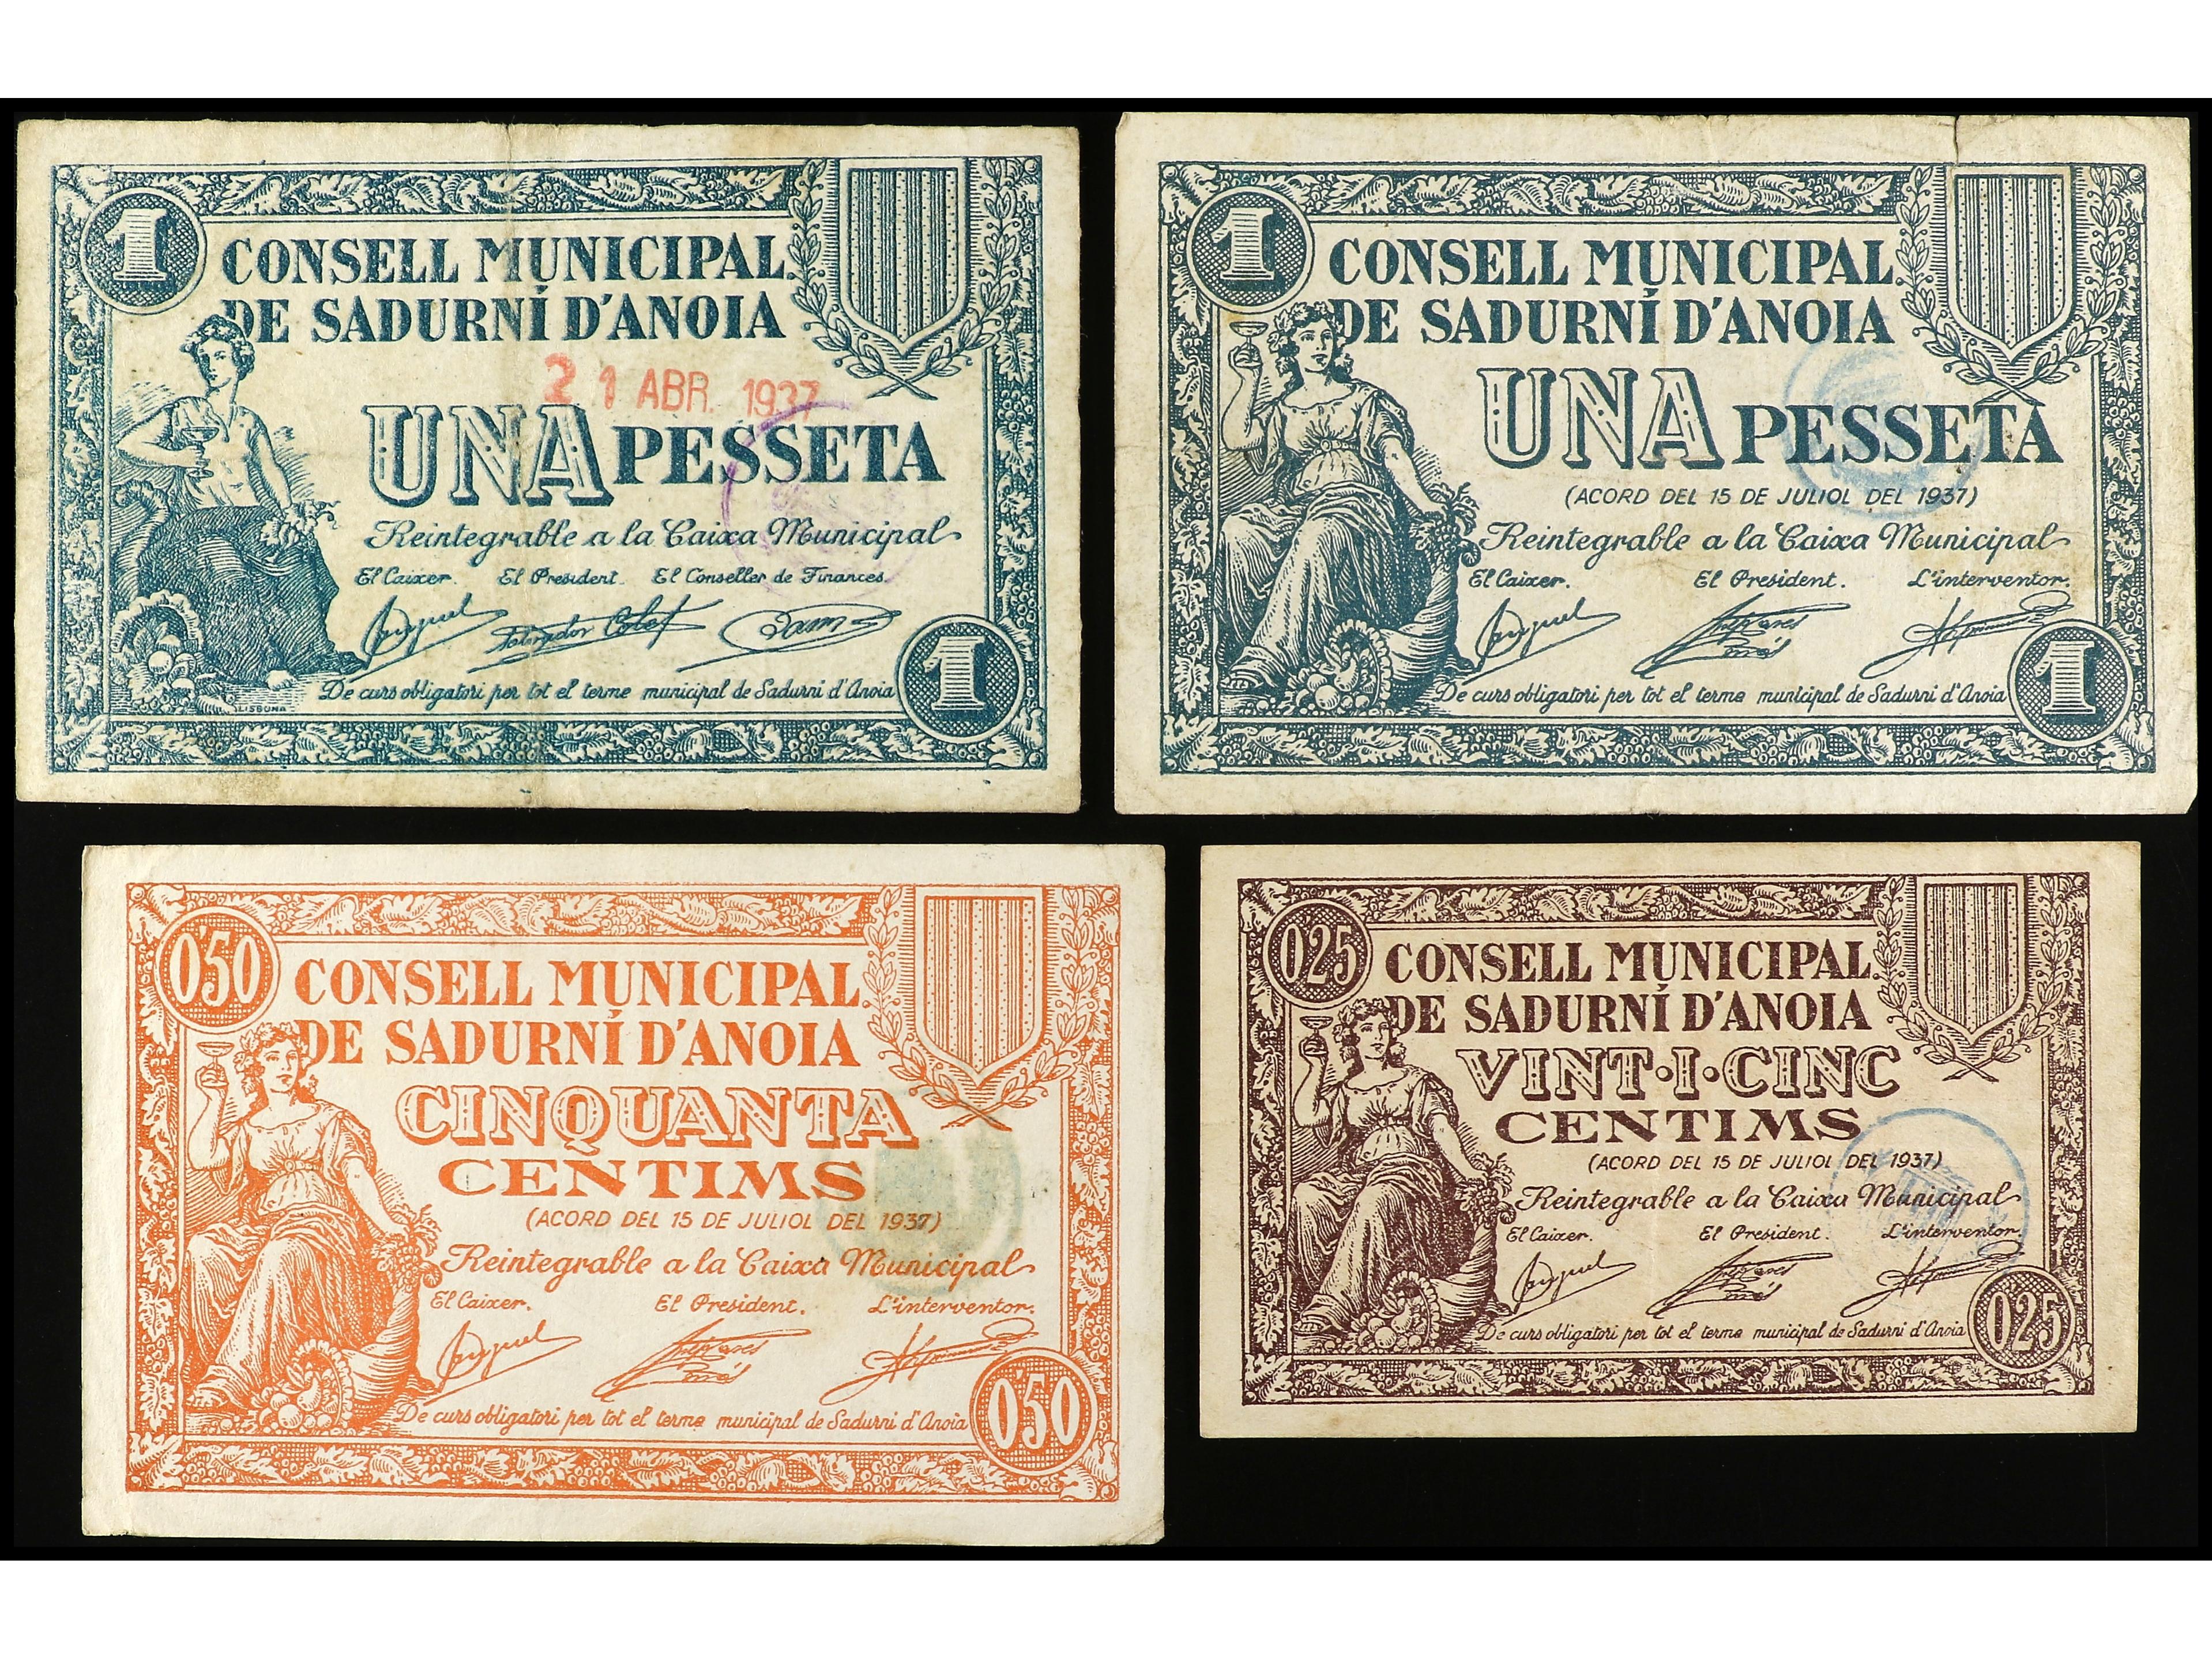 1
CONSELL MUNICIPAL
DE SADURNÍ D'ANOIA
21 ABR. 1937
UNA PESSETA
Reintegrable a la Caixa Municipal
El Caixer. El President. El Conseller de Finances.
De curs obligatori per tot el terme municipal de Sadurni d'Anoia
LISBONA
1
1
CONSELL MUNICIPAL
DE SADURNÍ D'ANOIA
UNA PESSETA
(ACORD DEL 15 DE JULIOL DEL 1937)
Reintegrable a la Caixa Municipal
El Caixer. El President. L'interventor.
De curs obligatori per tot el terme municipal de Sadurni d'Anoia
1
0'50
CONSELL MUNICIPAL
DE SADURNÍ D'ANOIA
CINQUANTA
CENTIMS
(ACORD DEL 15 DE JULIOL DEL 1937)
Reintegrable a la Caixa Municipal
El Caixer. El President. L'interventor.
De curs obligatori per tot el terme municipal de Sadurni d'Anoia
0'50
0'25
CONSELL MUNICIPAL
DE SADURNÍ D'ANOIA
VINT·I·CINC
CENTIMS
(ACORD DEL 15 DE JULIOL DEL 1937)
Reintegrable a la Caixa Municipal
El Caixer. El President. L'interventor.
De curs obligatori per tot el terme municipal de Sadurni d'Anoia
0'25